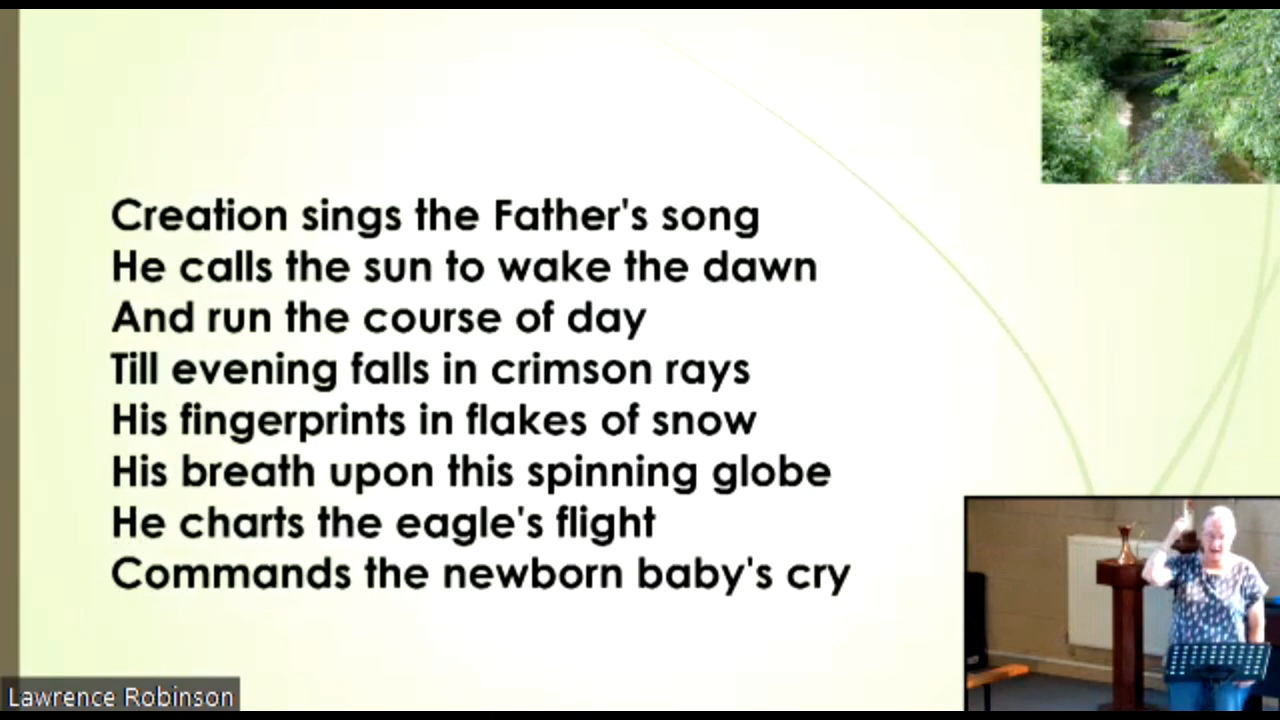 Creation sings the Father's song
He calls the sun to wake the dawn
And run the course of day
Till evening falls in crimson rays
His fingerprints in flakes of snow
His breath upon this spinning globe
He charts the eagle's flight
Commands the newborn baby's cry
Lawrence Robinson